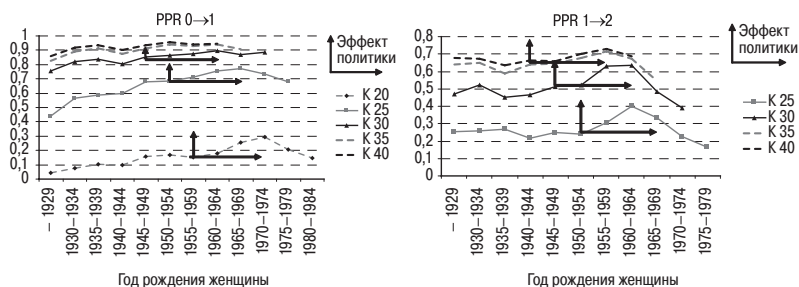 PPR 0→1
1
0,9
0,8
0,7
0,6
0,5
0,4
0,3
0,2
0,1
0
– 1929
1930–1934
1935–1939
1940–1944
1945–1949
1950–1954
1955–1959
1960–1964
1965–1969
1970–1974
1975–1979
1980–1984
Год рождения женщины
Эффект
политики
К 20
К 25
К 30
К 35
К 40
PPR 1→2
0,8
0,7
0,6
0,5
0,4
0,3
0,2
0,1
0
– 1929
1930–1934
1935–1939
1940–1944
1945–1949
1950–1954
1955–1959
1960–1964
1965–1969
1970–1974
1975–1979
Год рождения женщины
Эффект
политики
К 25
К 30
К 35
К 40